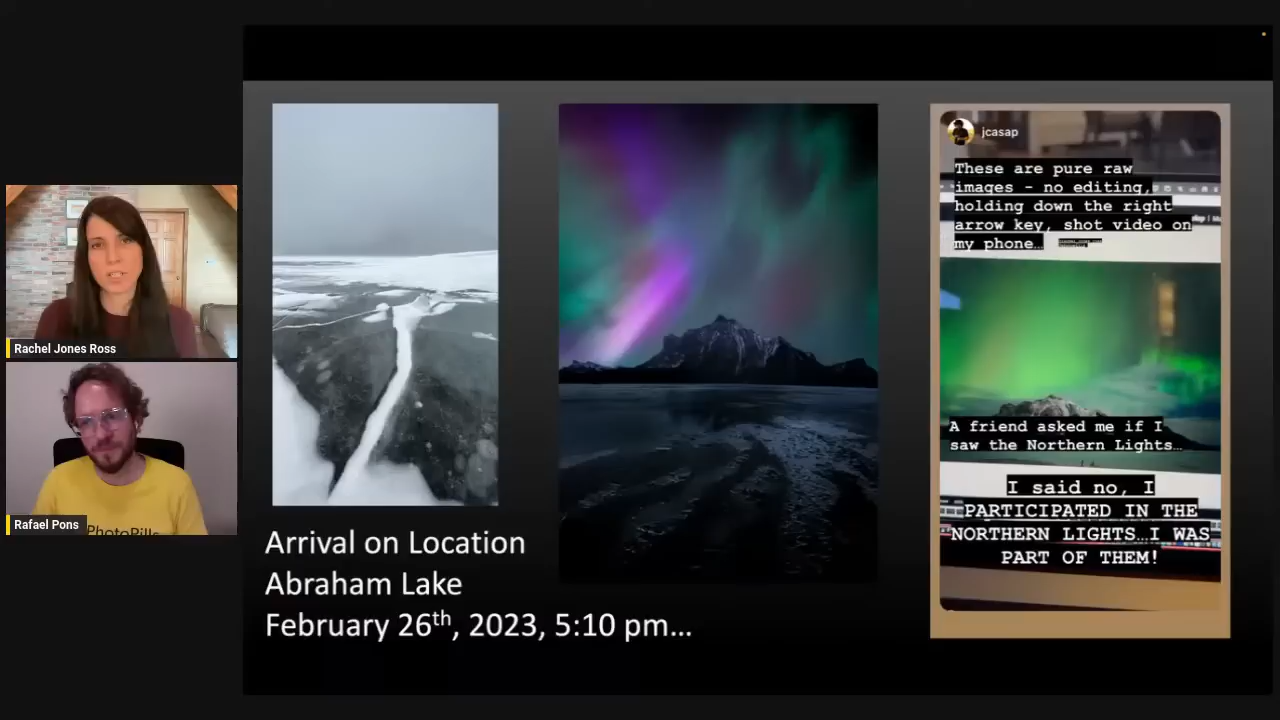 Rachel Jones Ross
PhotoPills
Rafael Pons
Arrival on Location
Abraham Lake
February 26th, 2023, 5:10 pm...
jcasap
These are pure raw
images - no editing,
holding down the right
arrow key, shot video on
my phone…
A friend asked me if I
saw the Northern Lights…
I said no, I
PARTICIPATED IN THE
NORTHERN LIGHTS…I WAS
PART OF THEM!